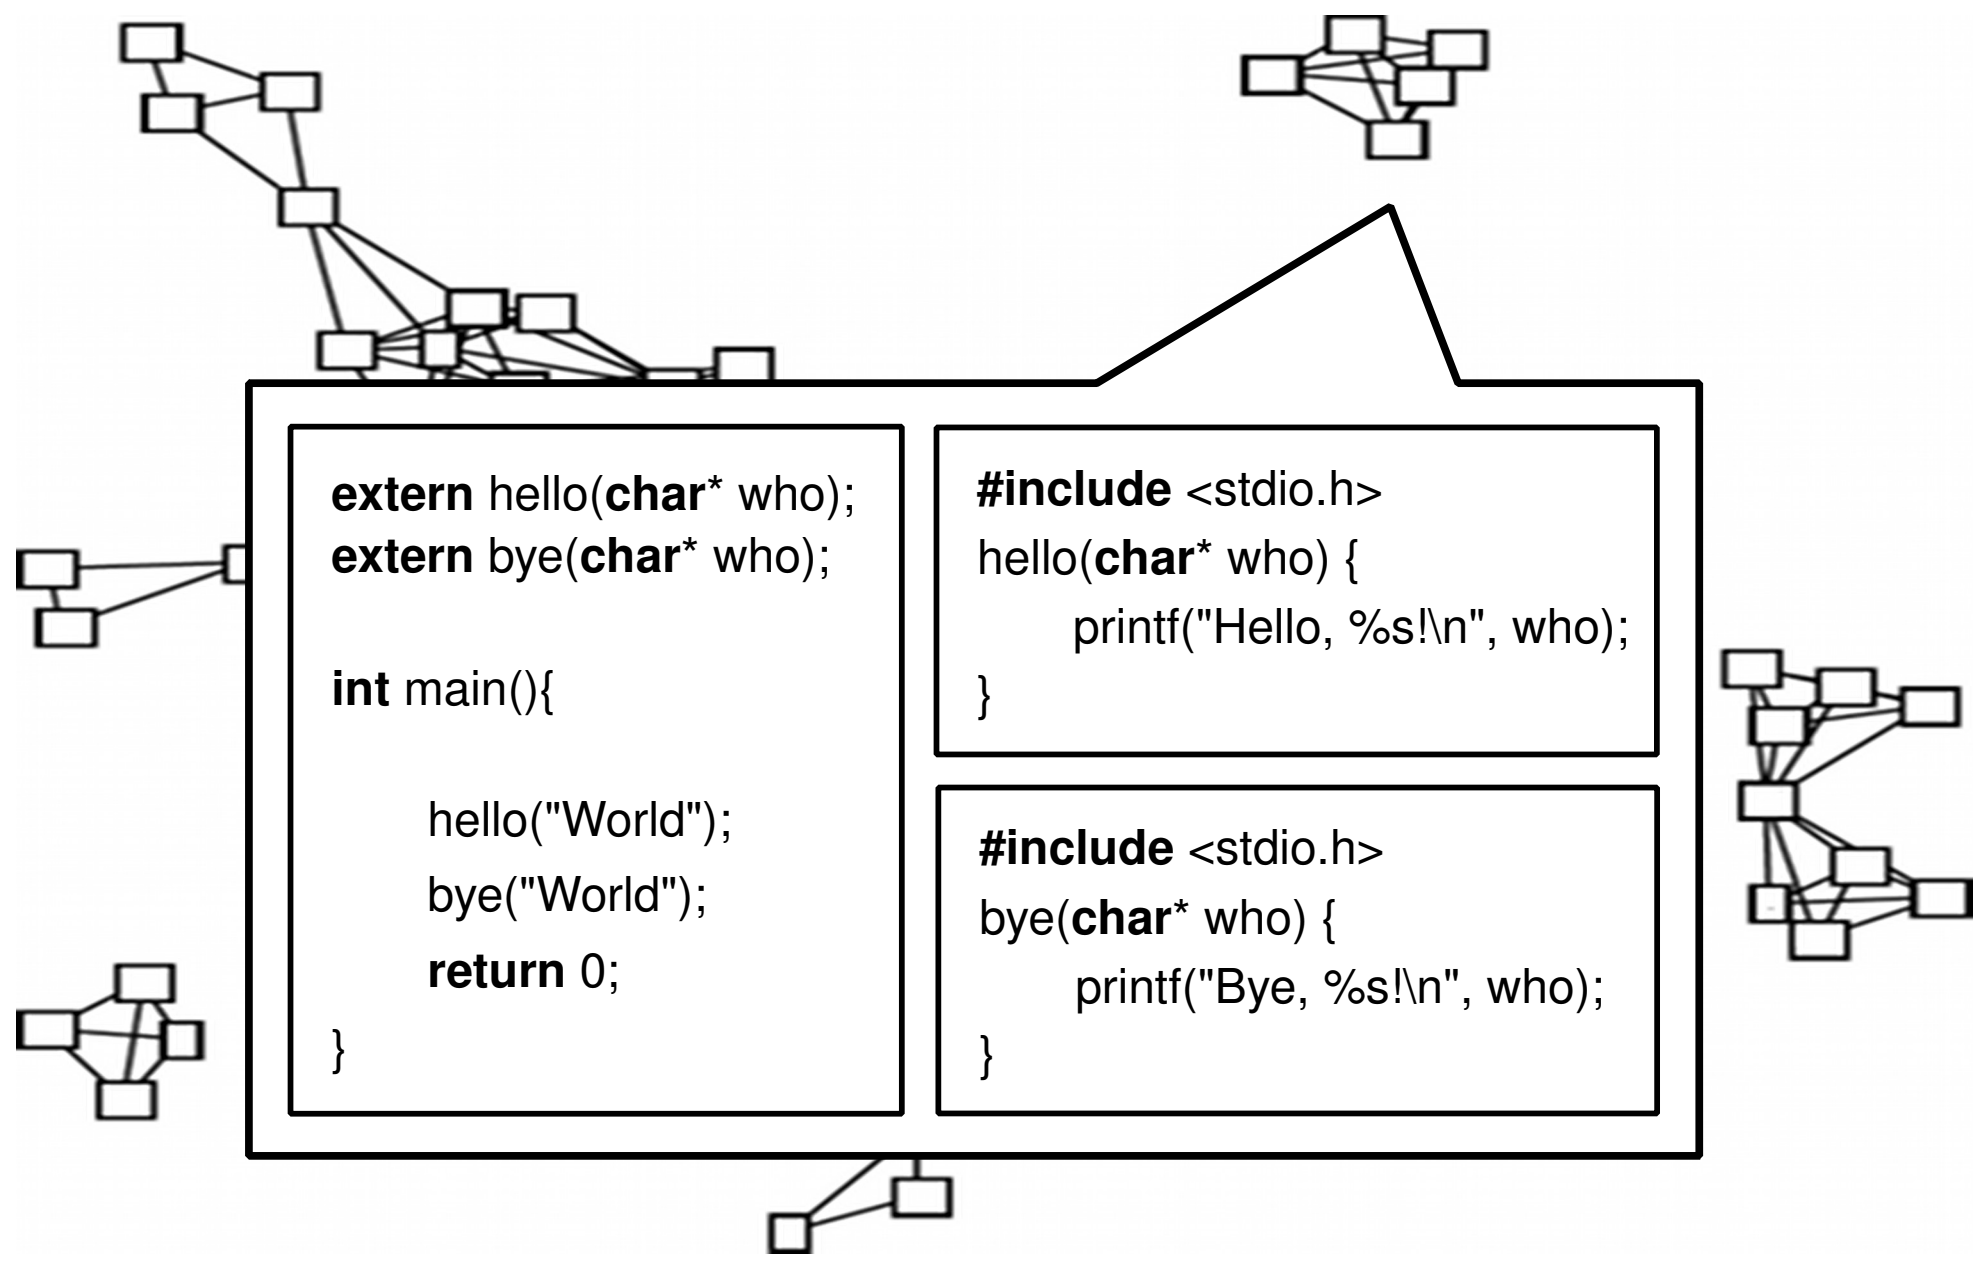 extern hello(char* who);
extern bye(char* who);
int main(){
hello("World");
bye("World");
return 0;
}
#include <stdio.h>
hello(char* who) {
printf("Hello, %s!\n", who);
}
#include <stdio.h>
bye(char* who) {
printf("Bye, %s!\n", who);
}